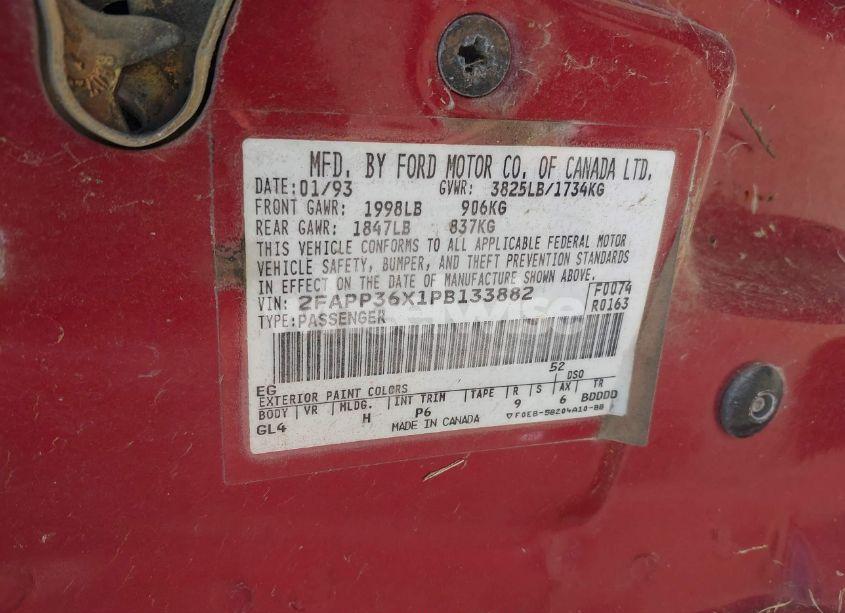 MFD. BY FORD MOTOR CO. OF CANADA LTD.
DATE: 01/93 GVWR: 3825LB/1734KG
FRONT GAWR: 1998LB 906KG
REAR GAWR: 1847LB 837KG
THIS VEHICLE CONFORMS TO ALL APPLICABLE FEDERAL MOTOR
VEHICLE SAFETY, BUMPER, AND THEFT PREVENTION STANDARDS
IN EFFECT ON THE DATE OF MANUFACTURE SHOWN ABOVE.
VIN: 2FAPP36X1PB133882 F0074
TYPE: PASSENGER R0163
52
EG DSO
EXTERIOR PAINT COLORS
BODY VR MLDG. INT TRIM TAPE R S AX TR
GL4 H P6 9 6 BDDDD
MADE IN CANADA ▽F0EB-5B204A10-BB